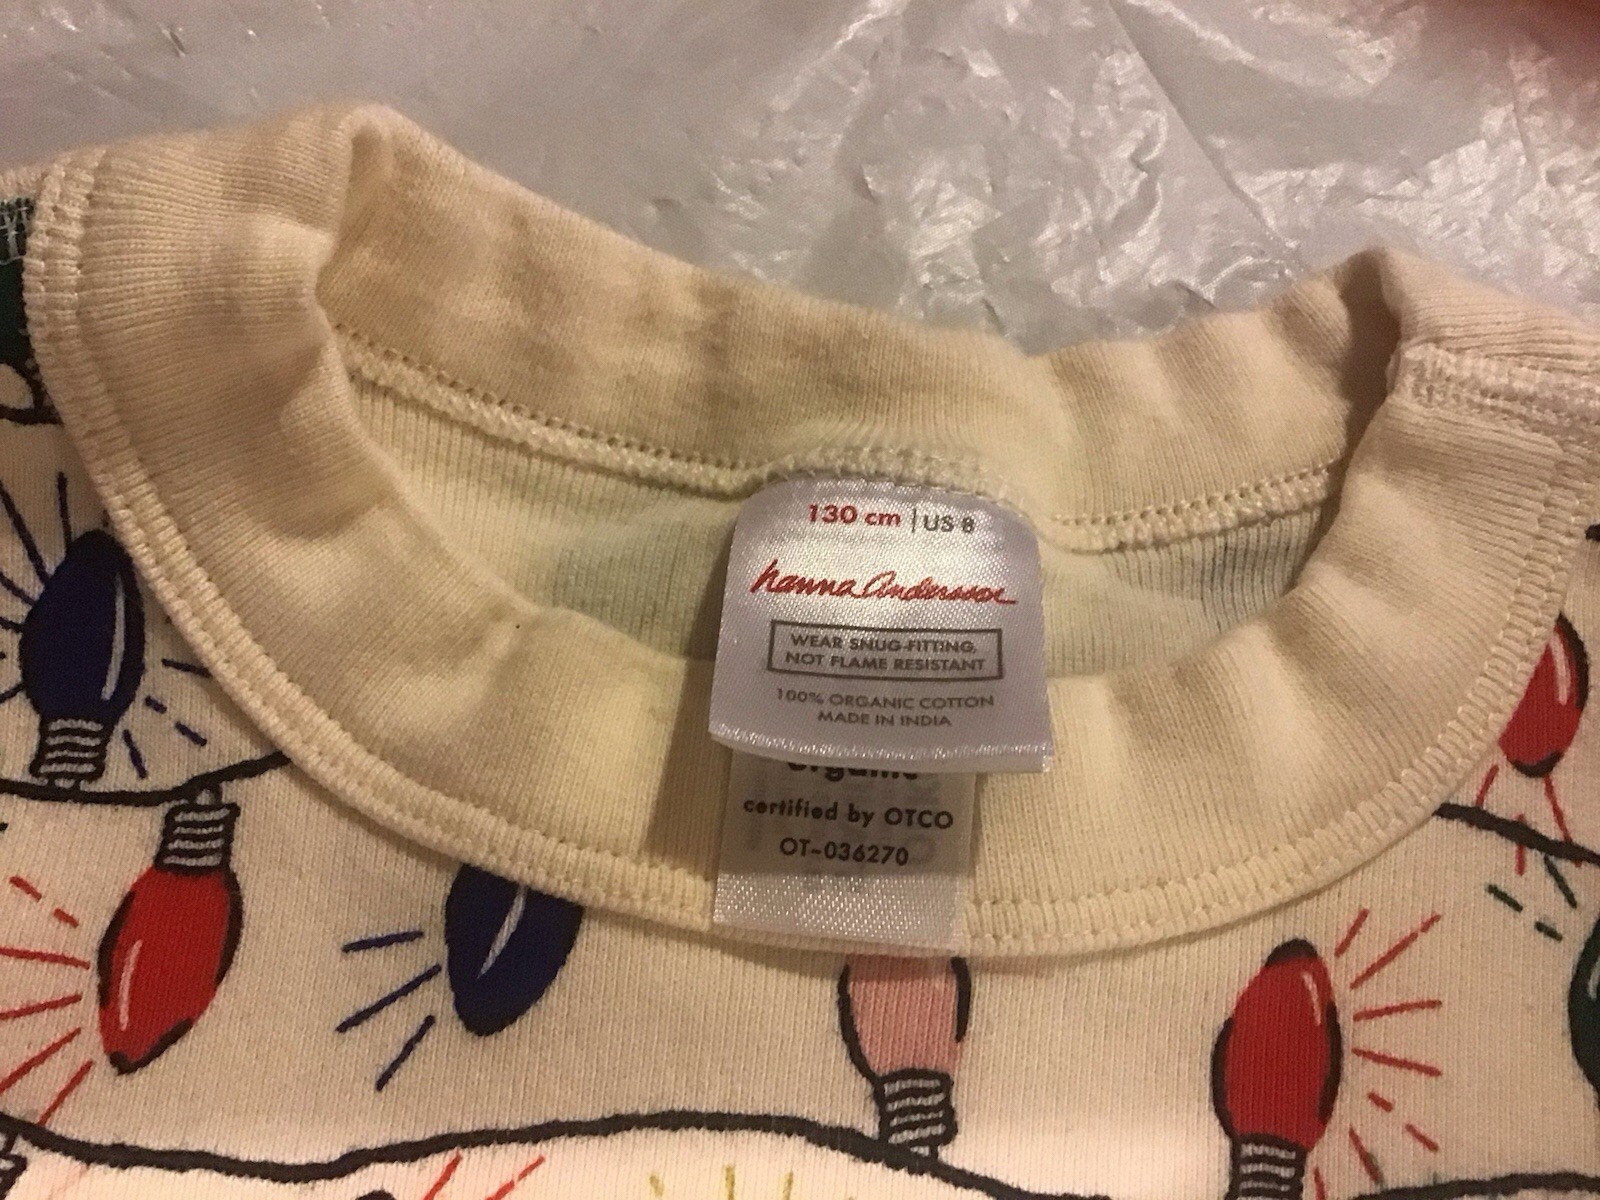 130 cm | US 8
hanna Andersson
WEAR SNUG-FITTING,
NOT FLAME RESISTANT
100% ORGANIC COTTON
MADE IN INDIA
organic
certified by OTCO
OT-036270